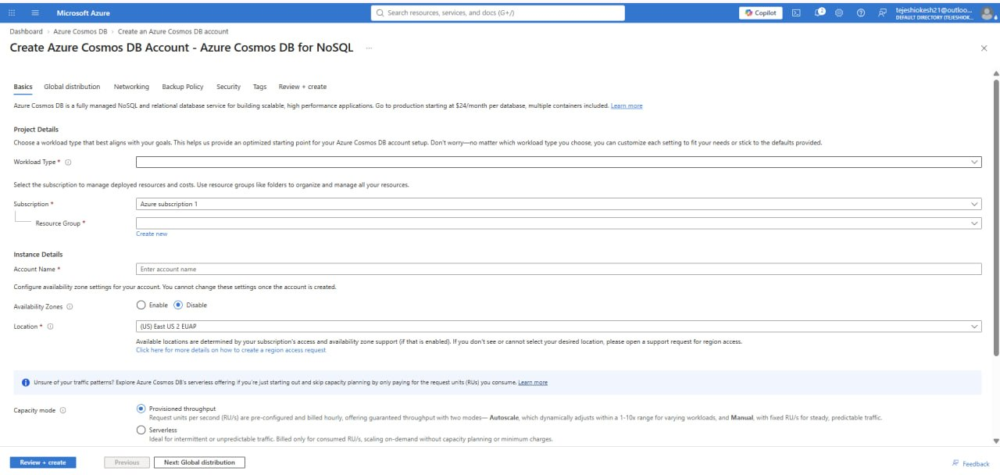 Microsoft Azure
Search resources, services, and docs (G+/)
Copilot
2
tejeshiokesh21@outloo...
DEFAULT DIRECTORY (TEJESHIOK...
Dashboard > Azure Cosmos DB > Create an Azure Cosmos DB account
Create Azure Cosmos DB Account - Azure Cosmos DB for NoSQL ...
Basics Global distribution Networking Backup Policy Security Tags Review + create
Azure Cosmos DB is a fully managed NoSQL and relational database service for building scalable, high performance applications. Go to production starting at $24/month per database, multiple containers included. Learn more
Project Details
Choose a workload type that best aligns with your goals. This helps us provide an optimized starting point for your Azure Cosmos DB account setup. Don't worry—no matter which workload type you choose, you can customize each setting to fit your needs or stick to the defaults provided.
Workload Type *
Select the subscription to manage deployed resources and costs. Use resource groups like folders to organize and manage all your resources.
Subscription * Azure subscription 1
Resource Group *
Create new
Instance Details
Account Name * Enter account name
Configure availability zone settings for your account. You cannot change these settings once the account is created.
Availability Zones Enable Disable
Location * (US) East US 2 EUAP
Available locations are determined by your subscription's access and availability zone support (if that is enabled). If you don't see or cannot select your desired location, please open a support request for region access.
Click here for more details on how to create a region access request
Unsure of your traffic patterns? Explore Azure Cosmos DB's serverless offering if you're just starting out and skip capacity planning by only paying for the request units (RUs) you consume. Learn more
Capacity mode Provisioned throughput
Request units per second (RU/s) are pre-configured and billed hourly, offering guaranteed throughput with two modes— Autoscale, which dynamically adjusts within a 1-10x range for varying workloads, and Manual, with fixed RU/s for steady, predictable traffic.
Serverless
Ideal for intermittent or unpredictable traffic. Billed only for consumed RU/s, scaling on-demand without capacity planning or minimum charges.
Review + create Previous Next: Global distribution Feedback